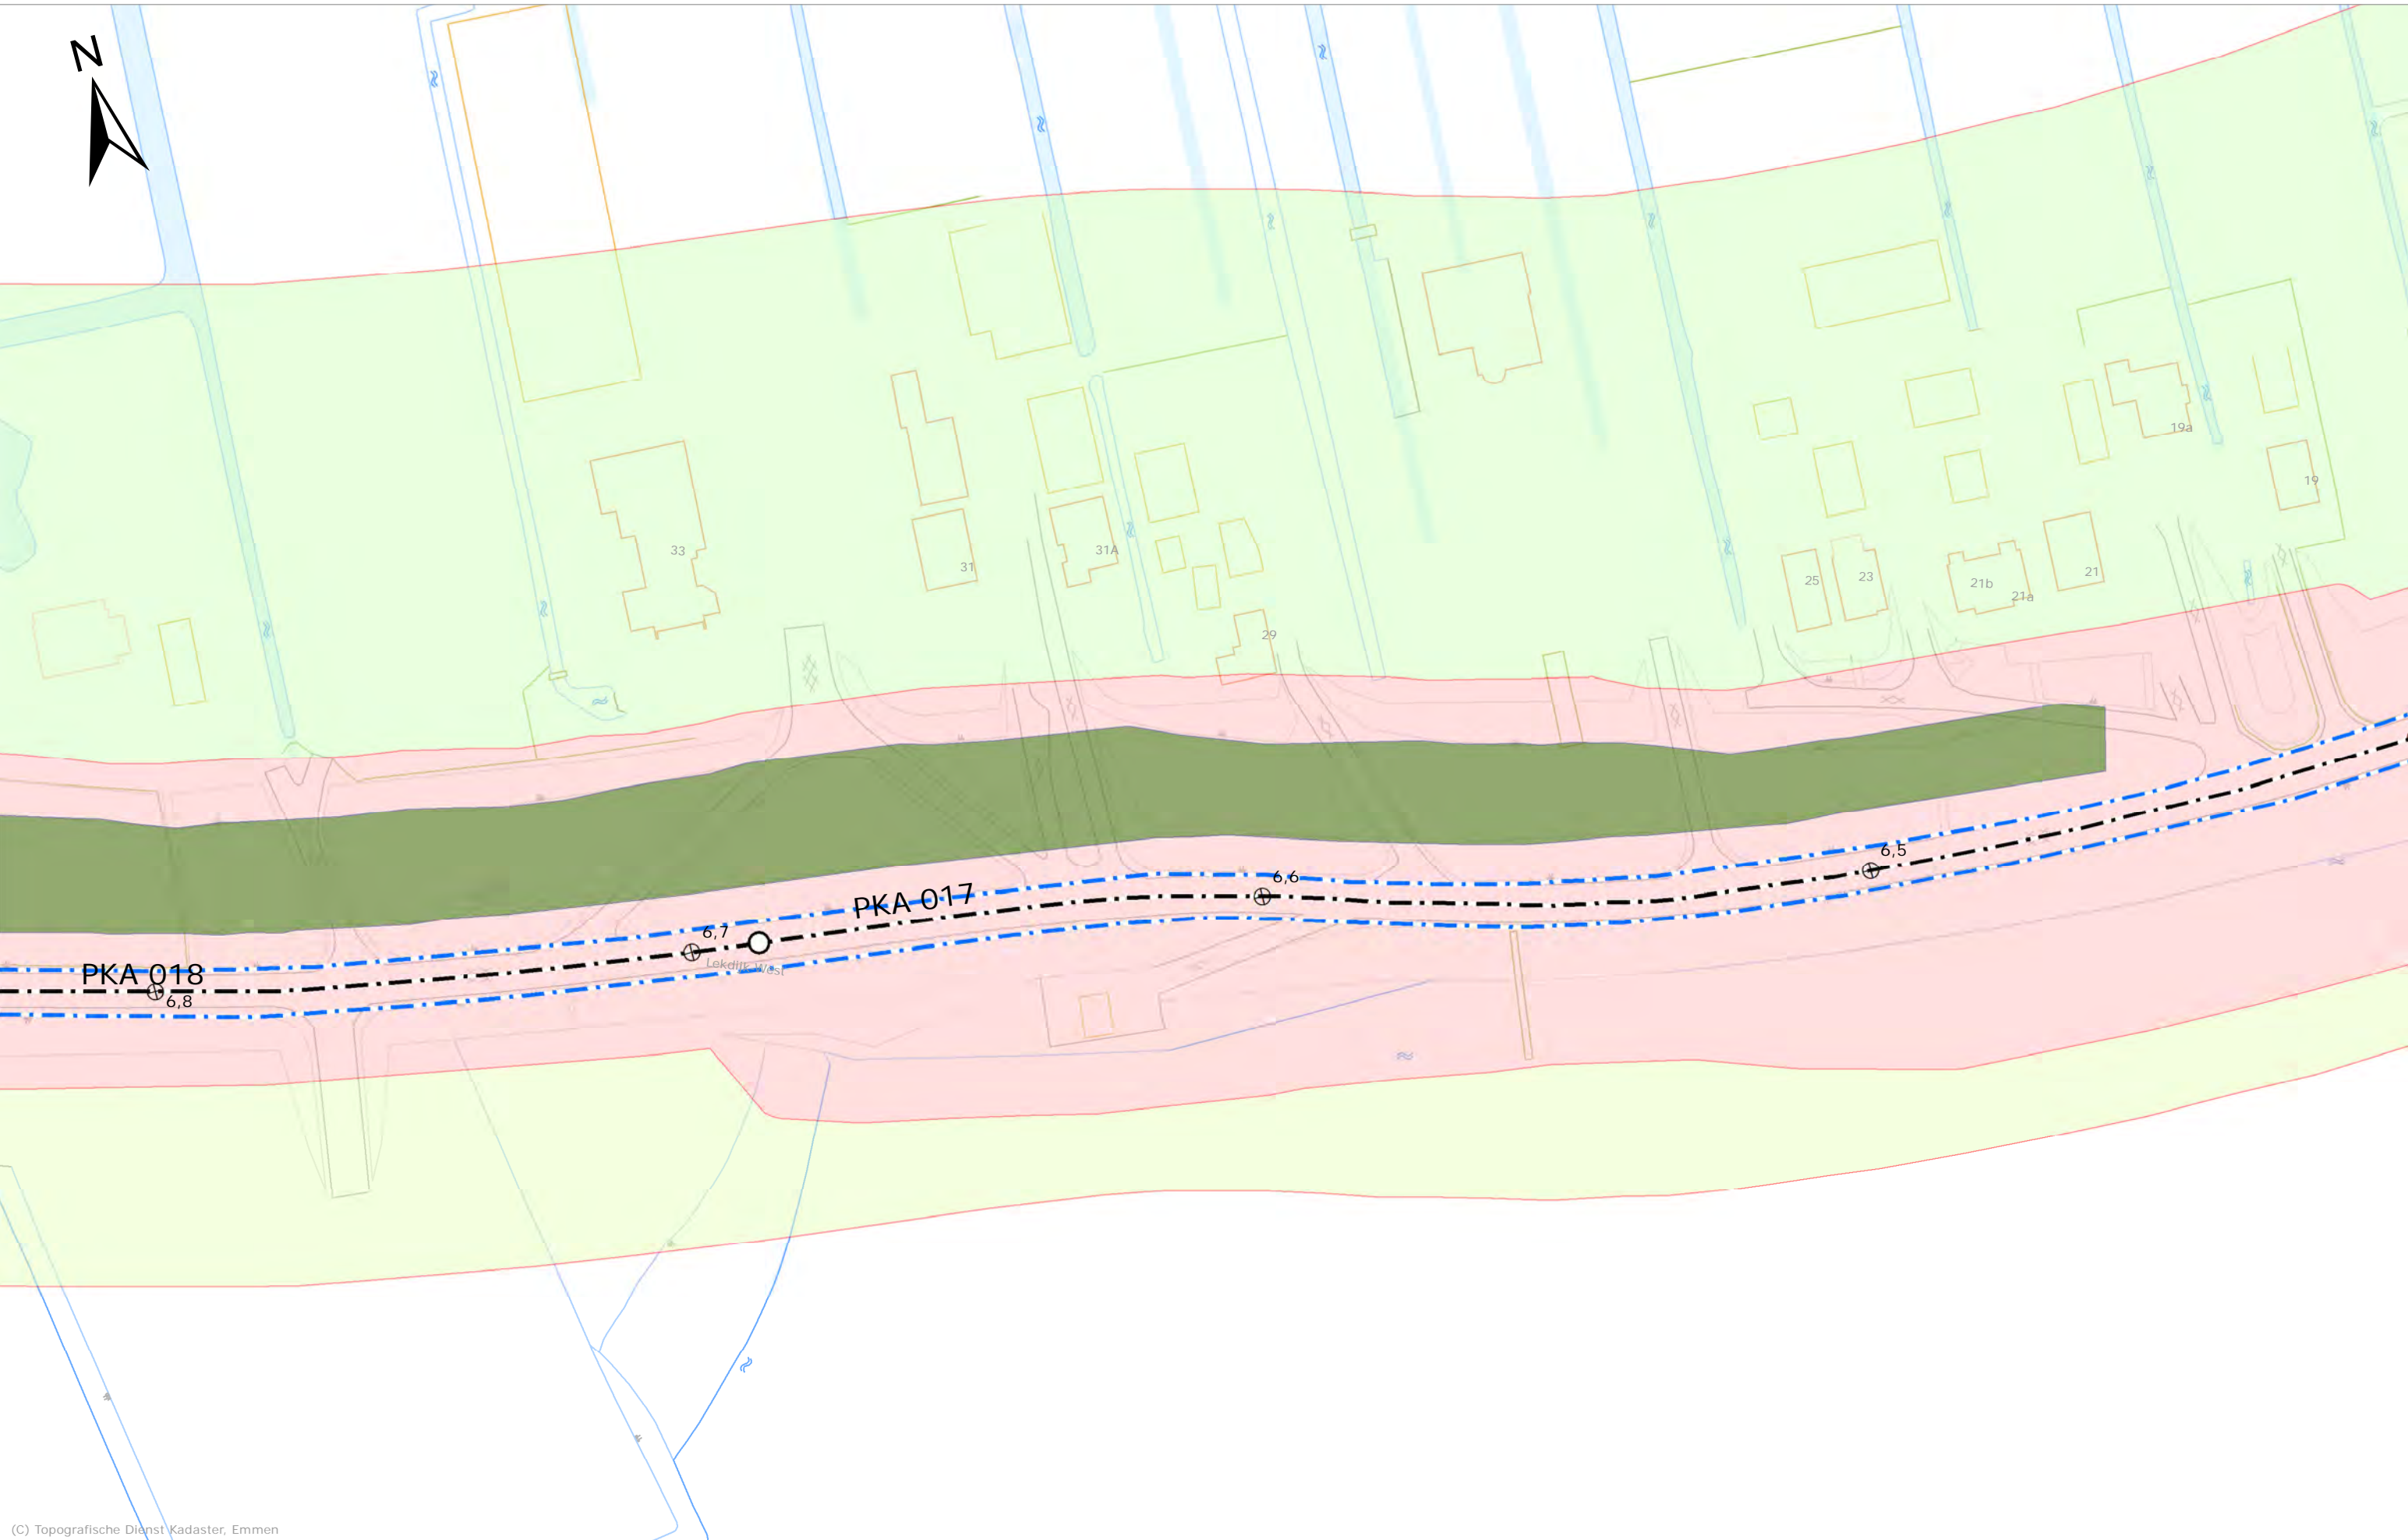 N
19a
19
33
31A
31
25
23
21b
21a
21
29
6,5
6,6
PKA 017
6,7
Lekdijk-West
PKA 018
6,8
(C) Topografische Dienst Kadaster, Emmen